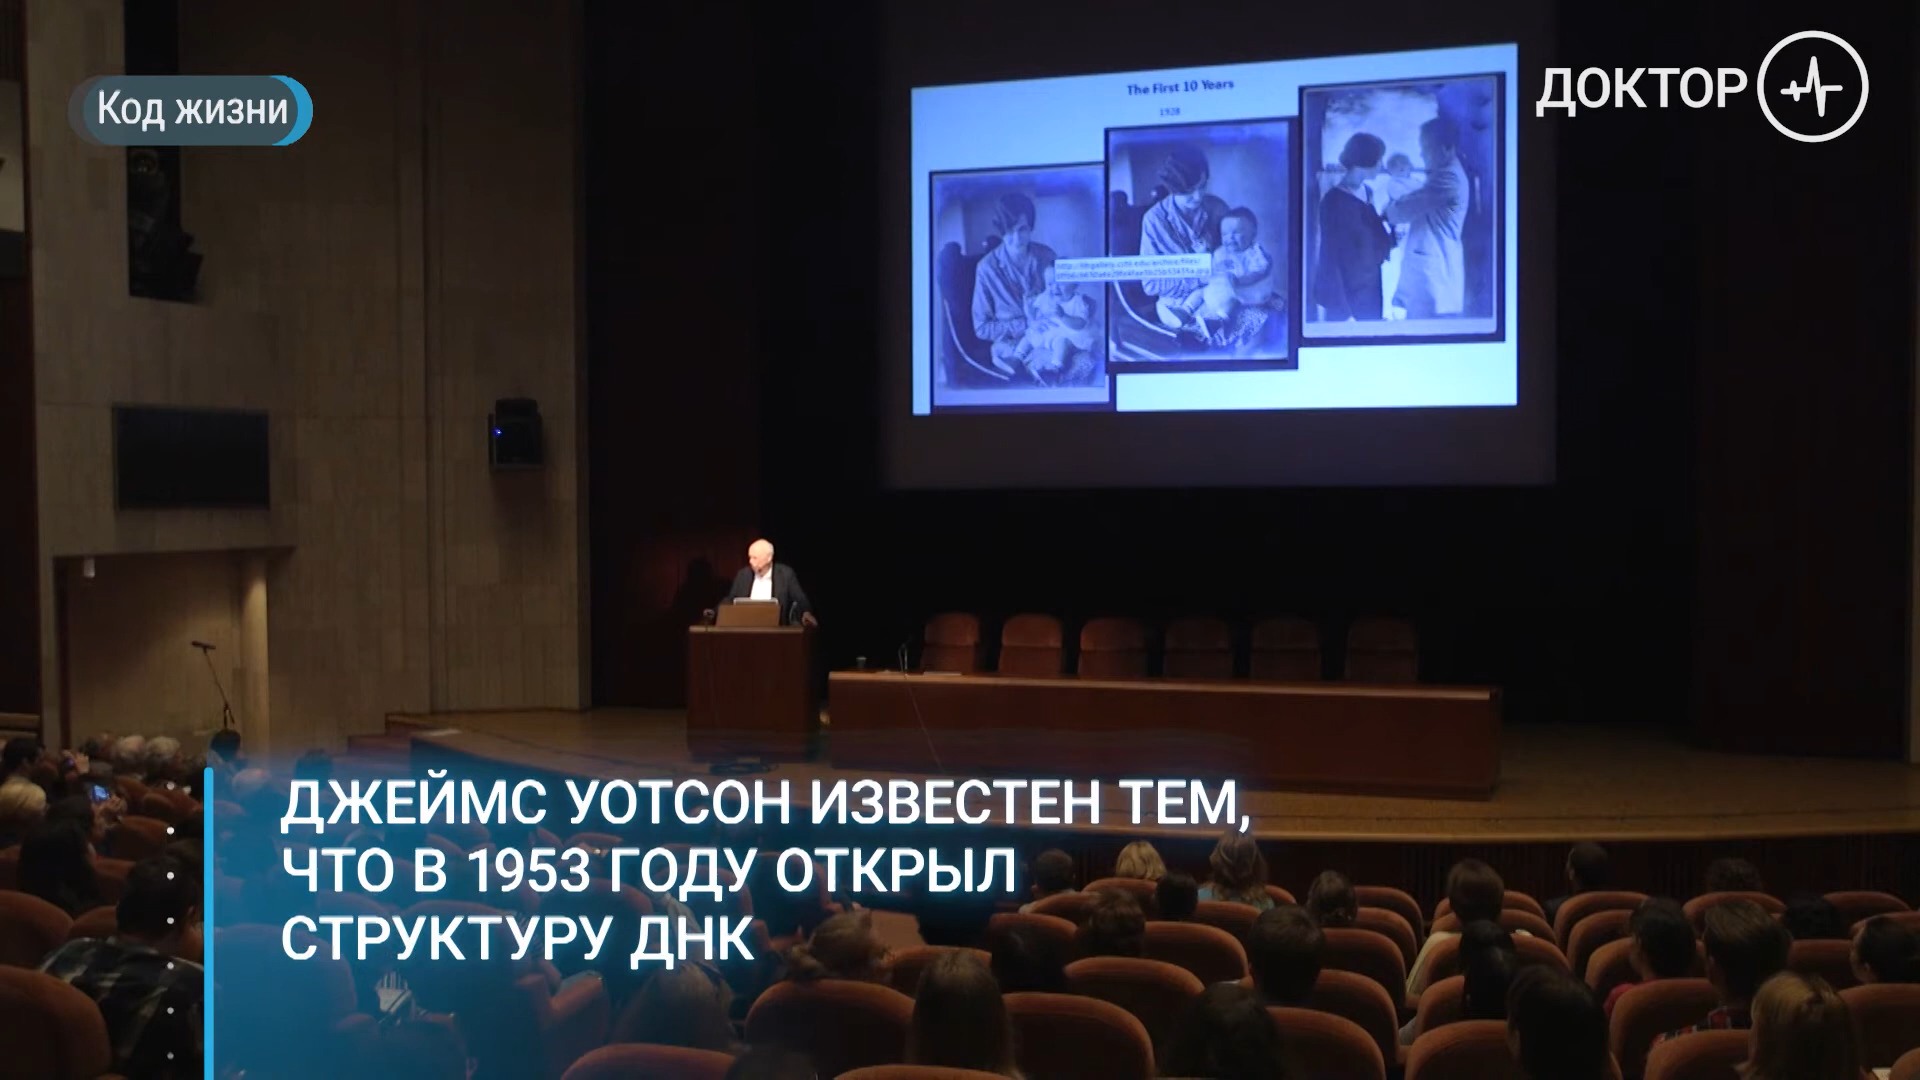 Код жизни
ДОКТОР
The First 10 Years
1928
ДЖЕЙМС УОТСОН ИЗВЕСТЕН ТЕМ,
ЧТО В 1953 ГОДУ ОТКРЫЛ
СТРУКТУРУ ДНК